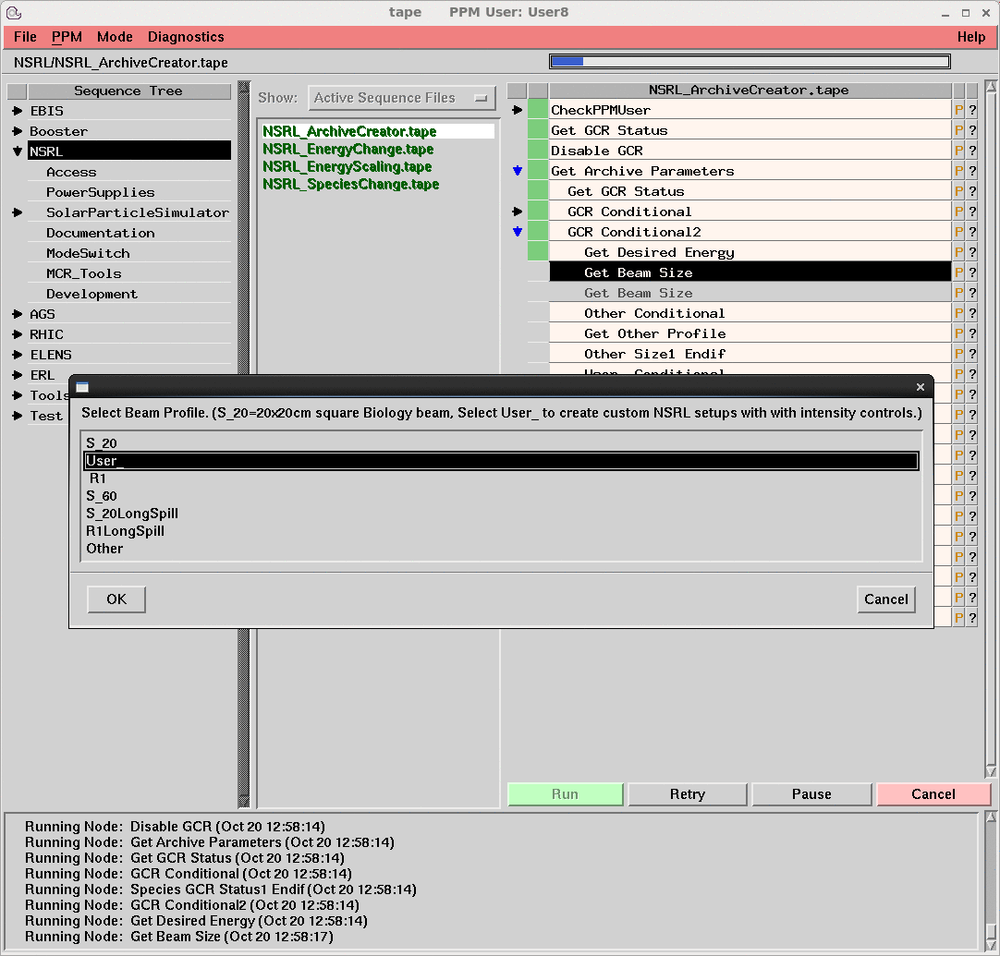 tape PPM User: User8
File PPM Mode Diagnostics Help
NSRL/NSRL_ArchiveCreator.tape
Sequence Tree
EBIS
Booster
NSRL
Access
PowerSupplies
SolarParticleSimulator
Documentation
ModeSwitch
MCR_Tools
Development
AGS
RHIC
ELENS
ERL
Tools
Test
Show: Active Sequence Files
NSRL_ArchiveCreator.tape
NSRL_EnergyChange.tape
NSRL_EnergyScaling.tape
NSRL_SpeciesChange.tape
NSRL_ArchiveCreator.tape
CheckPPMUser P ?
Get GCR Status P ?
Disable GCR P ?
Get Archive Parameters P ?
Get GCR Status P ?
GCR Conditional P ?
GCR Conditional2 P ?
Get Desired Energy P ?
Get Beam Size P ?
Get Beam Size P ?
Other Conditional P ?
Get Other Profile P ?
Other Size1 Endif P ?
User_ Conditional P ?
P ?
P ?
P ?
P ?
P ?
P ?
P ?
P ?
P ?
P ?
P ?
P ?
Select Beam Profile. (S_20=20x20cm square Biology beam, Select User_ to create custom NSRL setups with with intensity controls.)
S_20
User_
R1
S_60
S_20LongSpill
R1LongSpill
Other
OK Cancel
Run Retry Pause Cancel
Running Node: Disable GCR (Oct 20 12:58:14)
Running Node: Get Archive Parameters (Oct 20 12:58:14)
Running Node: Get GCR Status (Oct 20 12:58:14)
Running Node: GCR Conditional (Oct 20 12:58:14)
Running Node: Species GCR Status1 Endif (Oct 20 12:58:14)
Running Node: GCR Conditional2 (Oct 20 12:58:14)
Running Node: Get Desired Energy (Oct 20 12:58:14)
Running Node: Get Beam Size (Oct 20 12:58:17)